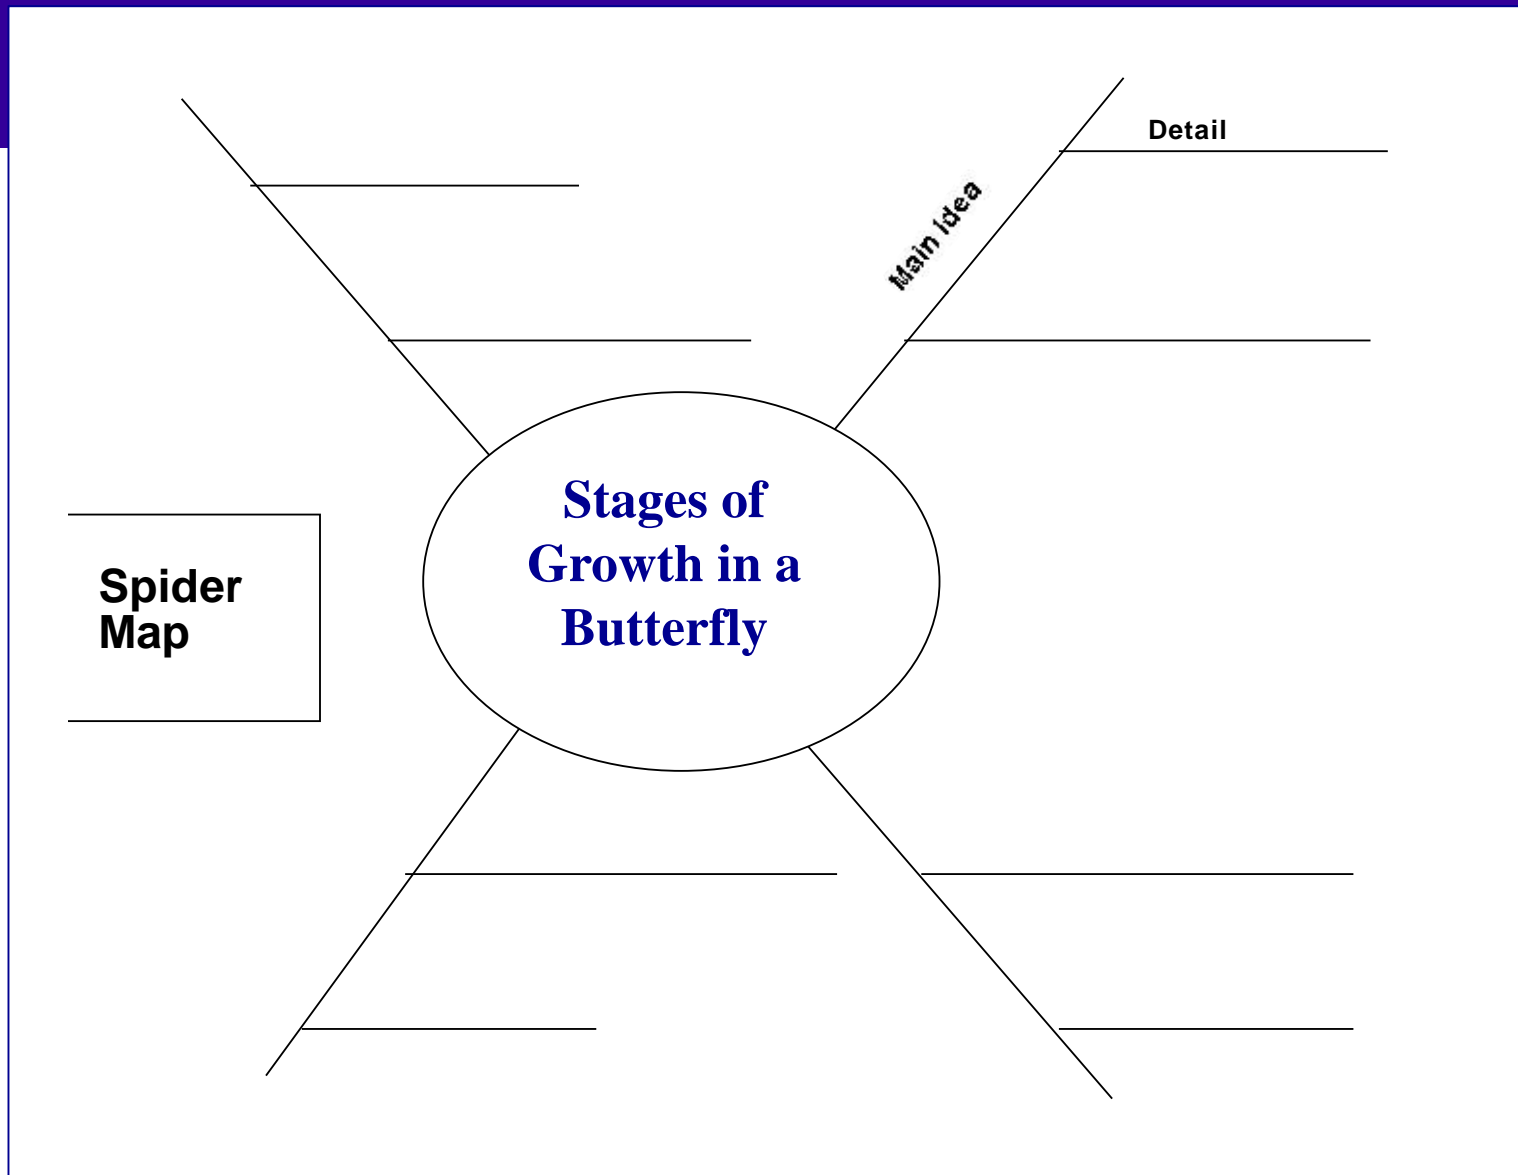 Detail
Main Idea
Stages of
Growth in a
Butterfly
Spider
Map